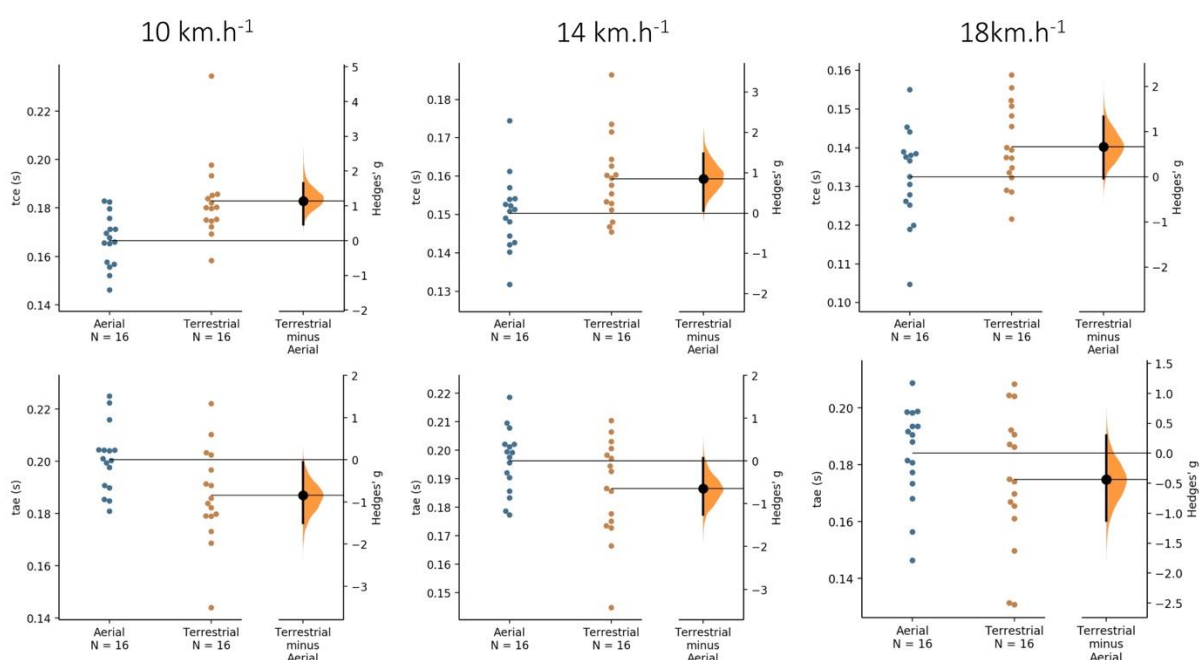 10 km.h-1
14 km.h-1
18km.h-1
tce (s)
0.22
0.20
0.18
0.16
0.14
5
4
3
2
1
0
−1
−2
Hedges' g
Aerial
N = 16
Terrestrial
N = 16
Terrestrial
minus
Aerial
tce (s)
0.18
0.17
0.16
0.15
0.14
0.13
3
2
1
0
−1
−2
Hedges' g
Aerial
N = 16
Terrestrial
N = 16
Terrestrial
minus
Aerial
tce (s)
0.16
0.15
0.14
0.13
0.12
0.11
0.10
2
1
0
−1
−2
Hedges' g
Aerial
N = 16
Terrestrial
N = 16
Terrestrial
minus
Aerial
tae (s)
0.22
0.20
0.18
0.16
0.14
2
1
0
−1
−2
−3
Hedges' g
Aerial
N = 16
Terrestrial
N = 16
Terrestrial
minus
Aerial
tae (s)
0.22
0.21
0.20
0.19
0.18
0.17
0.16
0.15
2
1
0
−1
−2
−3
Hedges' g
Aerial
N = 16
Terrestrial
N = 16
Terrestrial
minus
Aerial
tae (s)
0.20
0.18
0.16
0.14
1.5
1.0
0.5
0.0
−0.5
−1.0
−1.5
−2.0
−2.5
Hedges' g
Aerial
N = 16
Terrestrial
N = 16
Terrestrial
minus
Aerial